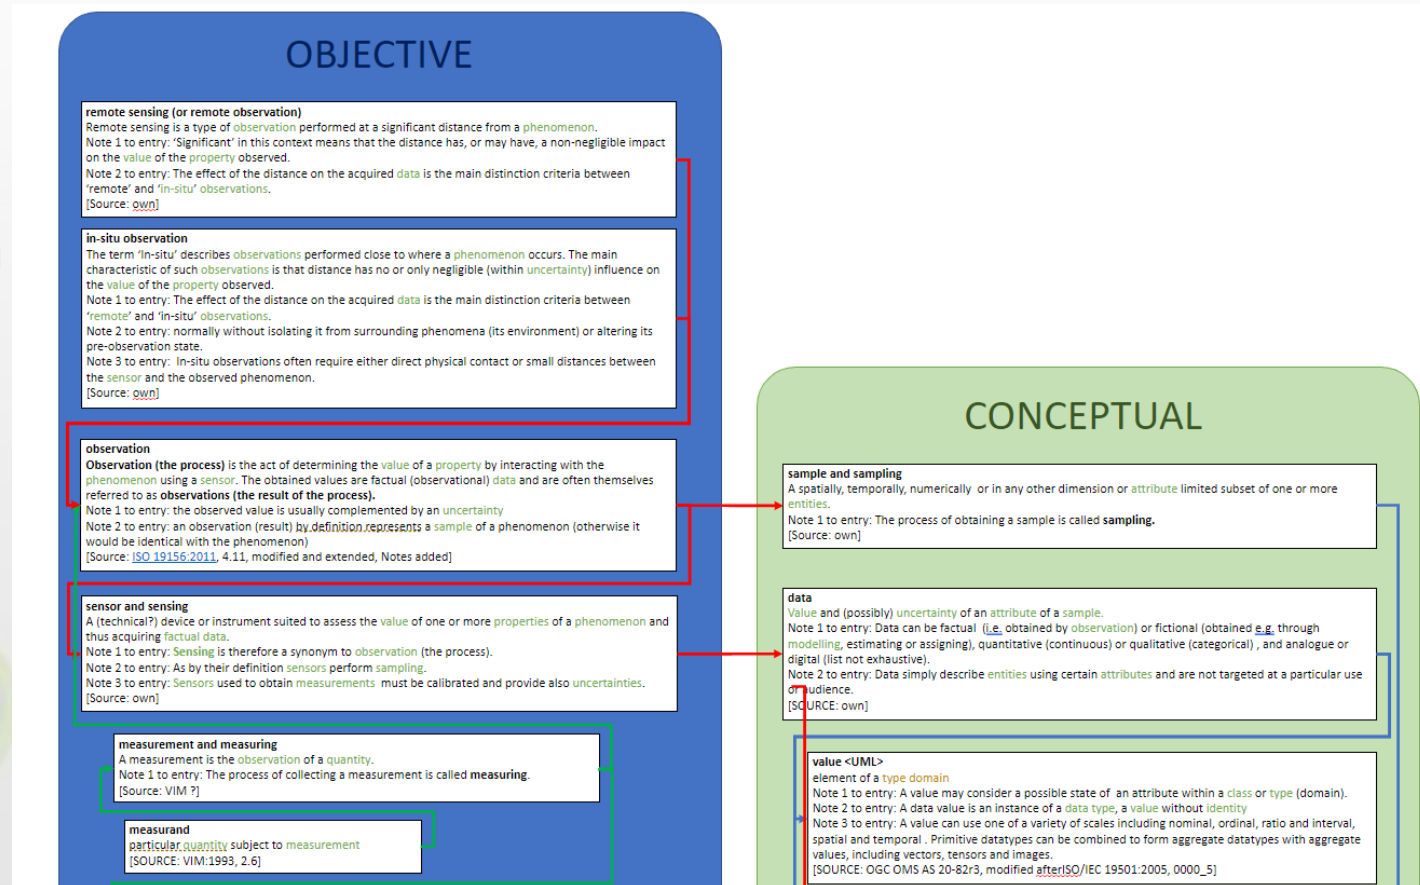 OBJECTIVE
remote sensing (or remote observation)
Remote sensing is a type of observation performed at a significant distance from a phenomenon.
Note 1 to entry: ‘Significant’ in this context means that the distance has, or may have, a non-negligible impact
on the value of the property observed.
Note 2 to entry: The effect of the distance on the acquired data is the main distinction criteria between
‘remote’ and ‘in-situ’ observations.
[Source: own]
in-situ observation
The term ‘In-situ’ describes observations performed close to where a phenomenon occurs. The main
characteristic of such observations is that distance has no or only negligible (within uncertainty) influence on
the value of the property observed.
Note 1 to entry: The effect of the distance on the acquired data is the main distinction criteria between
‘remote’ and ‘in-situ’ observations.
Note 2 to entry: normally without isolating it from surrounding phenomena (its environment) or altering its
pre-observation state.
Note 3 to entry:  In-situ observations often require either direct physical contact or small distances between
the sensor and the observed phenomenon.
[Source: own]
observation
Observation (the process) is the act of determining the value of a property by interacting with the
phenomenon using a sensor. The obtained values are factual (observational) data and are often themselves
referred to as observations (the result of the process).
Note 1 to entry: the observed value is usually complemented by an uncertainty
Note 2 to entry: an observation (result) by definition represents a sample of a phenomenon (otherwise it
would be identical with the phenomenon)
[Source: ISO 19156:2011, 4.11, modified and extended, Notes added]
sensor and sensing
A (technical?) device or instrument suited to assess the value of one or more properties of a phenomenon and
thus acquiring factual data.
Note 1 to entry: Sensing is therefore a synonym to observation (the process).
Note 2 to entry: As by their definition sensors perform sampling.
Note 3 to entry: Sensors used to obtain measurements  must be calibrated and provide also uncertainties.
[Source: own]
measurement and measuring
A measurement is the observation of a quantity.
Note 1 to entry: The process of collecting a measurement is called measuring.
[Source: VIM ?]
measurand
particular quantity subject to measurement
[SOURCE: VIM:1993, 2.6]
CONCEPTUAL
sample and sampling
A spatially, temporally, numerically  or in any other dimension or attribute limited subset of one or more
entities.
Note 1 to entry: The process of obtaining a sample is called sampling.
[Source: own]
data
Value and (possibly) uncertainty of an attribute of a sample.
Note 1 to entry: Data can be factual  (i.e. obtained by observation) or fictional (obtained e.g. through
modelling, estimating or assigning), quantitative (continuous) or qualitative (categorical) , and analogue or
digital (list not exhaustive).
Note 2 to entry: Data simply describe entities using certain attributes and are not targeted at a particular use
or audience.
[SOURCE: own]
value <UML>
element of a type domain
Note 1 to entry: A value may consider a possible state of  an attribute within a class or type (domain).
Note 2 to entry: A data value is an instance of a data type, a value without identity
Note 3 to entry: A value can use one of a variety of scales including nominal, ordinal, ratio and interval,
spatial and temporal . Primitive datatypes can be combined to form aggregate datatypes with aggregate
values, including vectors, tensors and images.
[SOURCE: OGC OMS AS 20-82r3, modified afterISO/IEC 19501:2005, 0000_5]